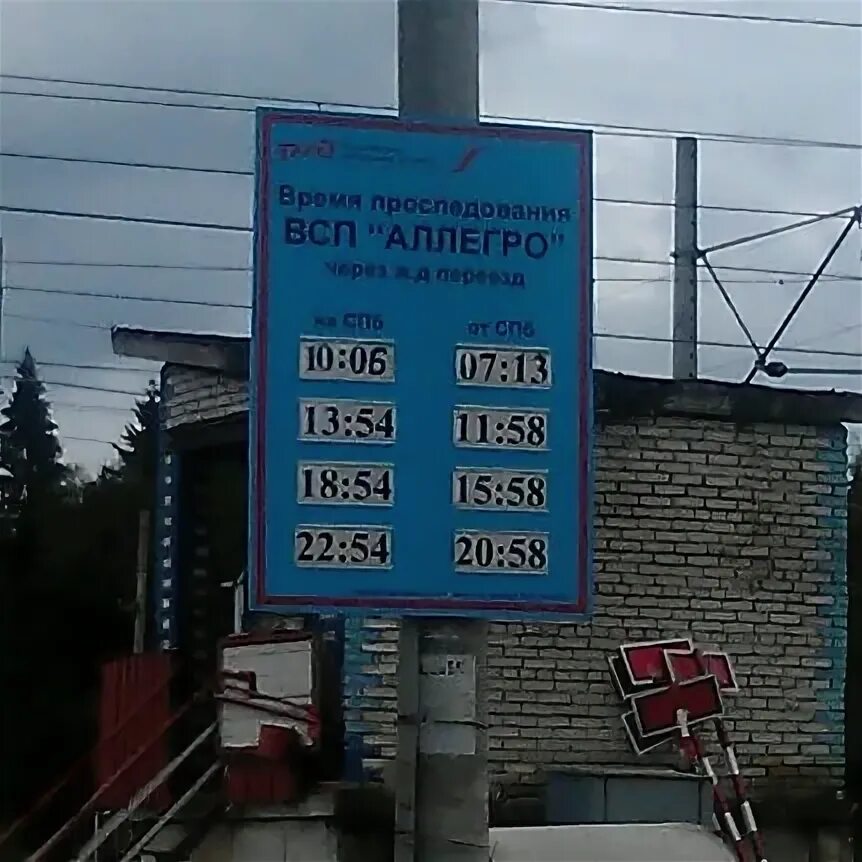 Время проследования
ВСП "АЛЛЕГРО"
через ж.д переезд
на СПб от СПб
10:06 07:13
13:54 11:58
18:54 15:58
22:54 20:58